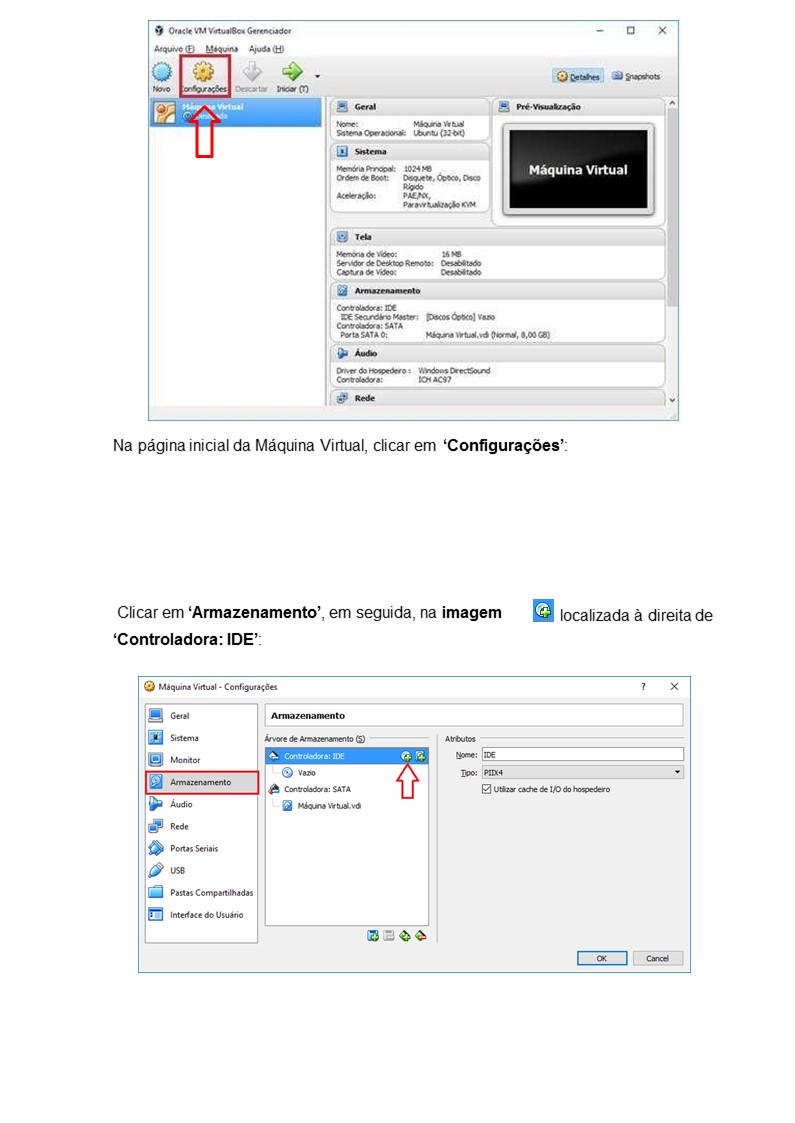 Oracle VM VirtualBox Gerenciador
Arquivo (F) Máquina Ajuda (H)
Novo Configurações Descartar Iniciar (T)
Detalhes Snapshots
Máquina Virtual
Geral
Nome: Máquina Virtual
Sistema Operacional: Ubuntu (32-bit)
Pré-Visualização
Máquina Virtual
Sistema
Memória Principal: 1024 MB
Ordem de Boot: Disquete, Óptico, Disco
Rígido
Aceleração: PAE/NX,
Paravirtualização KVM
Tela
Memória de Vídeo: 16 MB
Servidor de Desktop Remoto: Desabilitado
Captura de Vídeo: Desabilitado
Armazenamento
Controladora: IDE
IDE Secundário Master: [Discos Óptico] Vazio
Controladora: SATA
Porta SATA 0: Máquina Virtual.vdi (Normal, 8,00 GB)
Áudio
Driver do Hospedeiro : Windows DirectSound
Controladora: ICH AC97
Rede
Na página inicial da Máquina Virtual, clicar em ‘Configurações’:
Clicar em ‘Armazenamento’, em seguida, na imagem localizada à direita de
‘Controladora: IDE’:
Máquina Virtual - Configurações ?
Geral
Sistema
Monitor
Armazenamento
Áudio
Rede
Portas Seriais
USB
Pastas Compartilhadas
Interface do Usuário
Armazenamento
Árvore de Armazenamento (S)
Controladora: IDE
Vazio
Controladora: SATA
Máquina Virtual.vdi
Atributos
Nome: IDE
Tipo: PIIX4
Utilizar cache de I/O do hospedeiro
OK Cancel